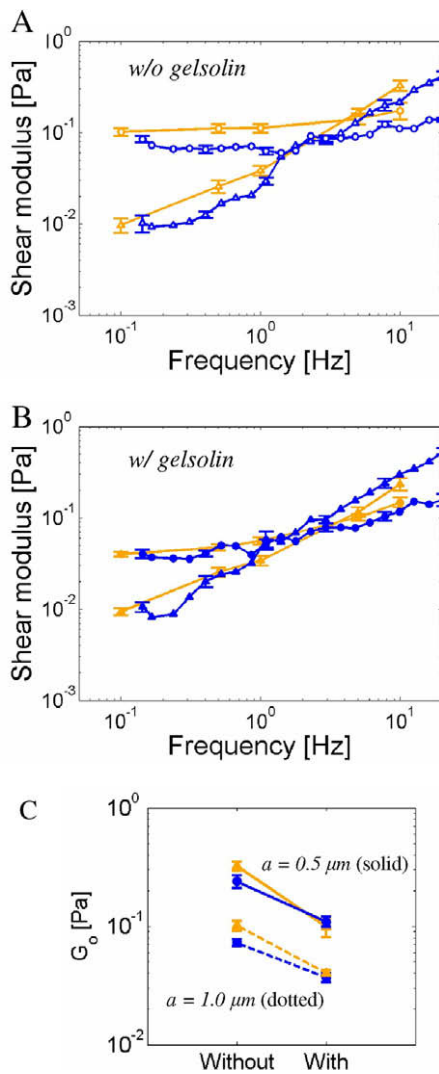 A
w/o gelsolin
Shear modulus [Pa]
10^0
10^-1
10^-2
10^-3
10^-1
10^0
10^1
Frequency [Hz]
B
w/ gelsolin
Shear modulus [Pa]
10^0
10^-1
10^-2
10^-3
10^-1
10^0
10^1
Frequency [Hz]
C
G_o [Pa]
10^0
10^-1
10^-2
a = 0.5 μm (solid)
a = 1.0 μm (dotted)
Without With